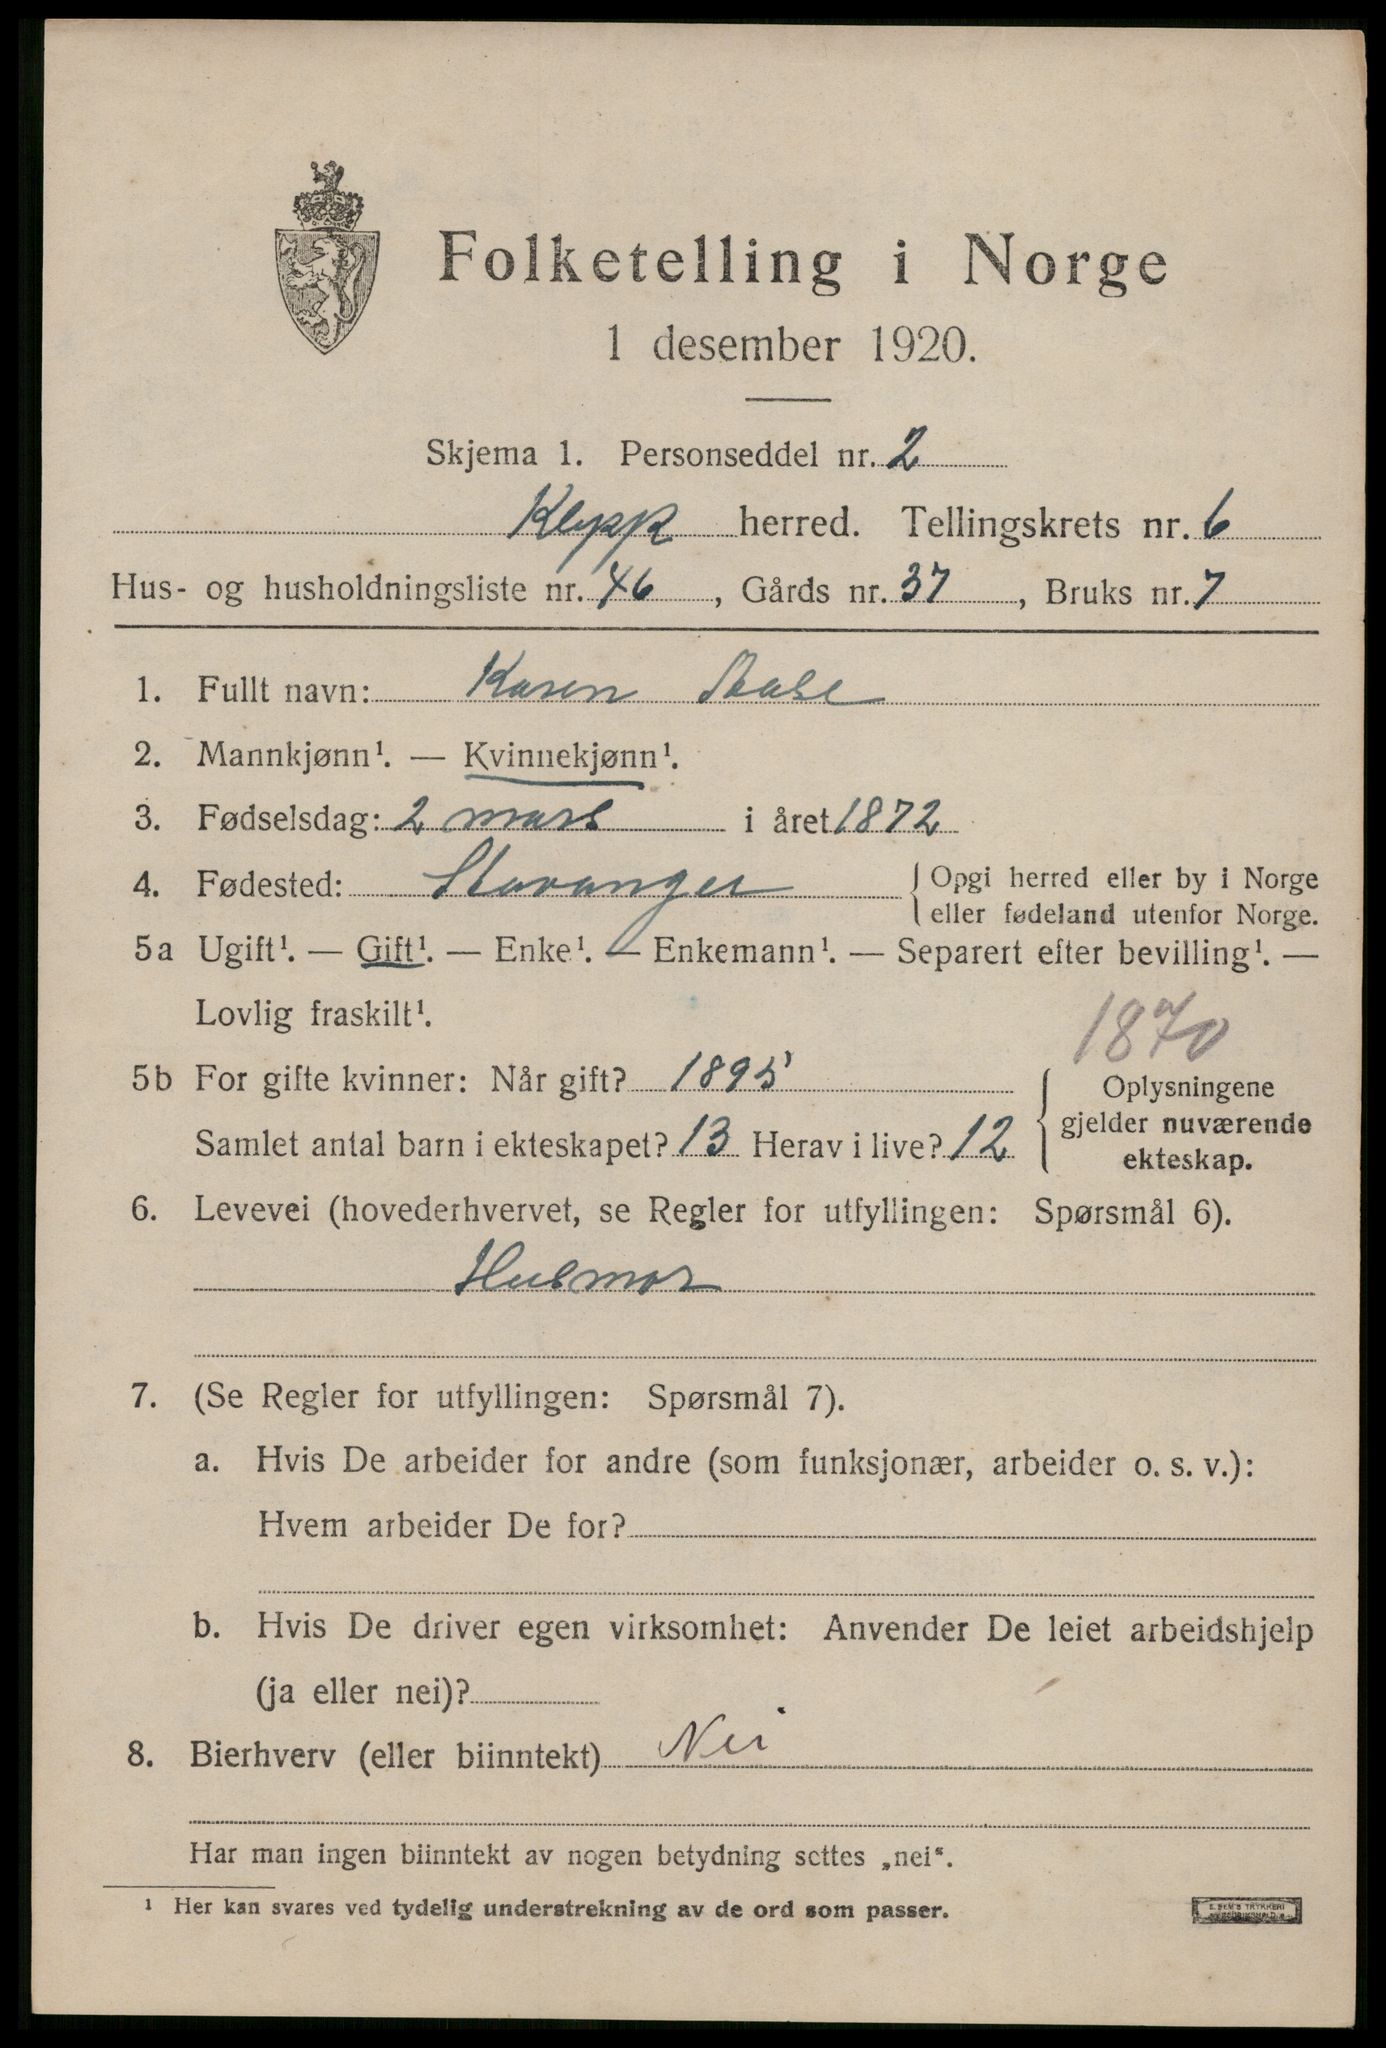 Folketelling i Norge
1 desember 1920.
Skjema 1. Personseddel nr. 2
Klepp herred. Tellingskrets nr. 6
Hus- og husholdningsliste nr. 46, Gårds nr. 37, Bruks nr. 7
1. Fullt navn: Karen
2. Mannkjønn¹. — Kvinnekjønn¹.
3. Fødselsdag: 2 mars i året 1872
4. Fødested: Stavanger { Opgi herred eller by i Norge
eller fødeland utenfor Norge.
5a Ugift¹. — Gift¹. — Enke¹. — Enkemann¹. — Separert efter bevilling¹. —
Lovlig fraskilt¹.
1870
5b For gifte kvinner: Når gift? 1895
Samlet antal barn i ekteskapet? 13 Herav i live? 12
{ Oplysningene
gjelder nuværende
ekteskap.
6. Levevei (hovederhvervet, se Regler for utfyllingen: Spørsmål 6).
Husmor
7. (Se Regler for utfyllingen: Spørsmål 7).
a. Hvis De arbeider for andre (som funksjonær, arbeider o. s. v.):
Hvem arbeider De for?
b. Hvis De driver egen virksomhet: Anvender De leiet arbeidshjelp
(ja eller nei)?
8. Bierhverv (eller biinntekt) Nei
Har man ingen biinntekt av nogen betydning settes „nei“.
¹ Her kan svares ved tydelig understrekning av de ord som passer.